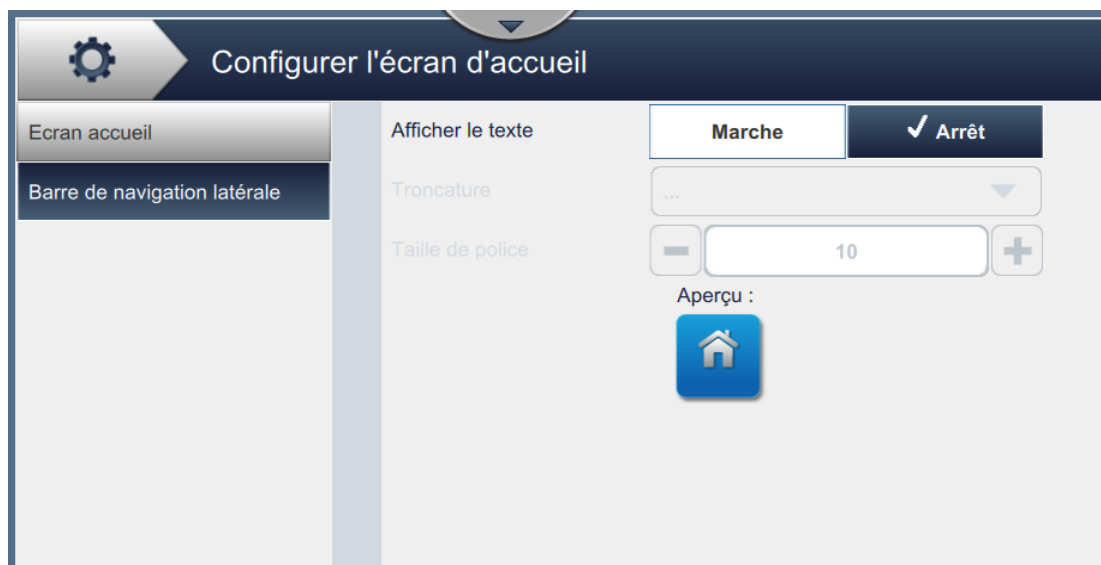 Configurer l'écran d'accueil
Ecran accueil
Barre de navigation latérale
Afficher le texte
Marche
Arrêt
Troncature
...
Taille de police
10
Aperçu :